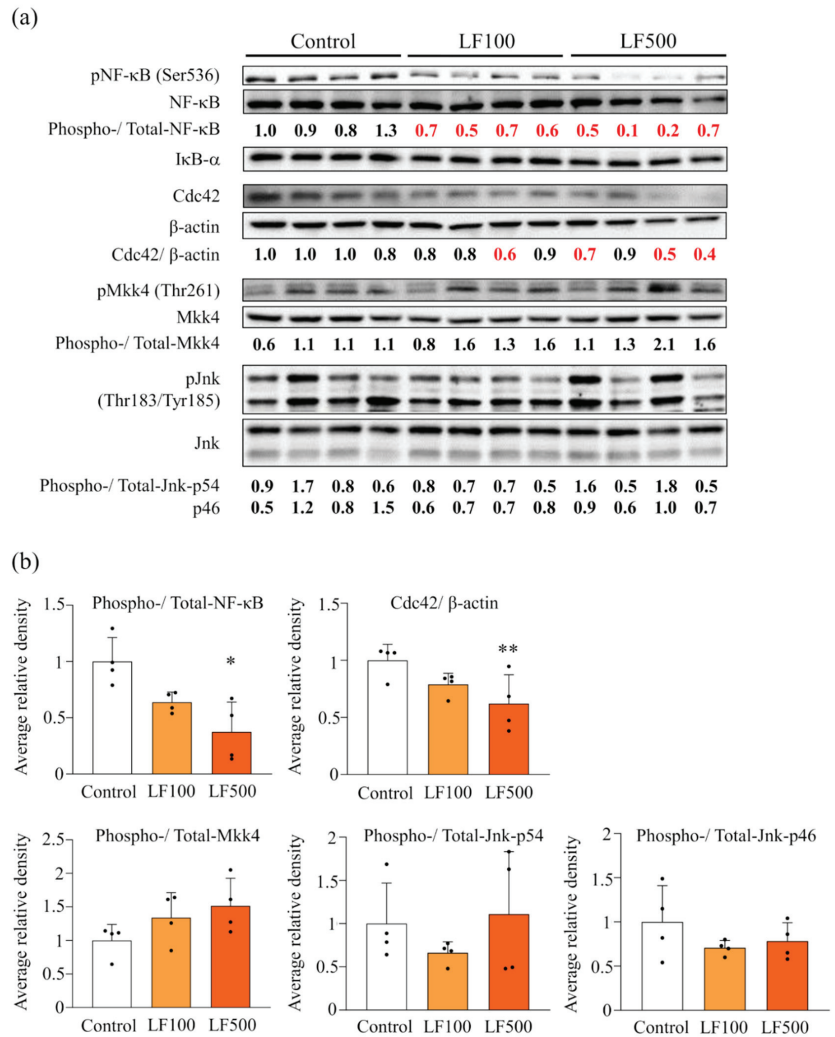 (a)
Control LF100 LF500
pNF-κB (Ser536)
NF-κB
Phospho-/ Total-NF-κB 1.0 0.9 0.8 1.3 0.7 0.5 0.7 0.6 0.5 0.1 0.2 0.7
IκB-α
Cdc42
β-actin
Cdc42/ β-actin 1.0 1.0 1.0 0.8 0.8 0.8 0.6 0.9 0.7 0.9 0.5 0.4
pMkk4 (Thr261)
Mkk4
Phospho-/ Total-Mkk4 0.6 1.1 1.1 1.1 0.8 1.6 1.3 1.6 1.1 1.3 2.1 1.6
pJnk
(Thr183/Tyr185)
Jnk
Phospho-/ Total-Jnk-p54 0.9 1.7 0.8 0.6 0.8 0.7 0.7 0.5 1.6 0.5 1.8 0.5
p46 0.5 1.2 0.8 1.5 0.6 0.7 0.7 0.8 0.9 0.6 1.0 0.7
(b)
Phospho-/ Total-NF-κB
Average relative density
1.5
1
0.5
0
*
Control LF100 LF500
Cdc42/ β-actin
Average relative density
1.5
1
0.5
0
**
Control LF100 LF500
Phospho-/ Total-Mkk4
Average relative density
2.5
2
1.5
1
0.5
0
Control LF100 LF500
Phospho-/ Total-Jnk-p54
Average relative density
2
1.5
1
0.5
0
Control LF100 LF500
Phospho-/ Total-Jnk-p46
Average relative density
2
1.5
1
0.5
0
Control LF100 LF500